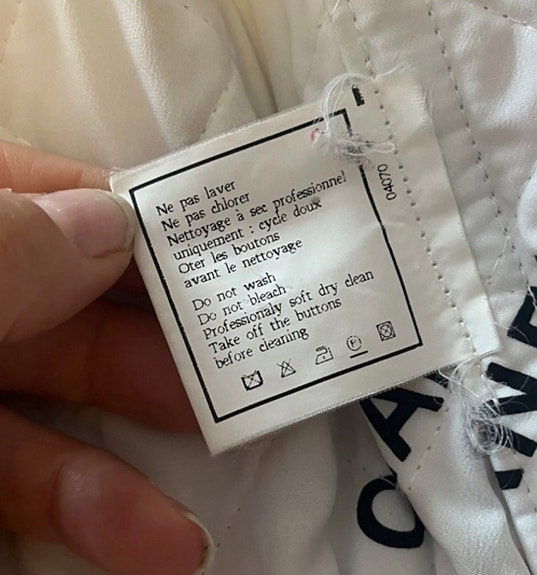 Ne pas laver
Ne pas chlorer
Nettoyage à sec professionnel
uniquement : cycle doux
Oter les boutons
avant le nettoyage
Do not wash
Do not bleach
Professionaly soft dry clean
Take off the buttons
before cleaning
04070